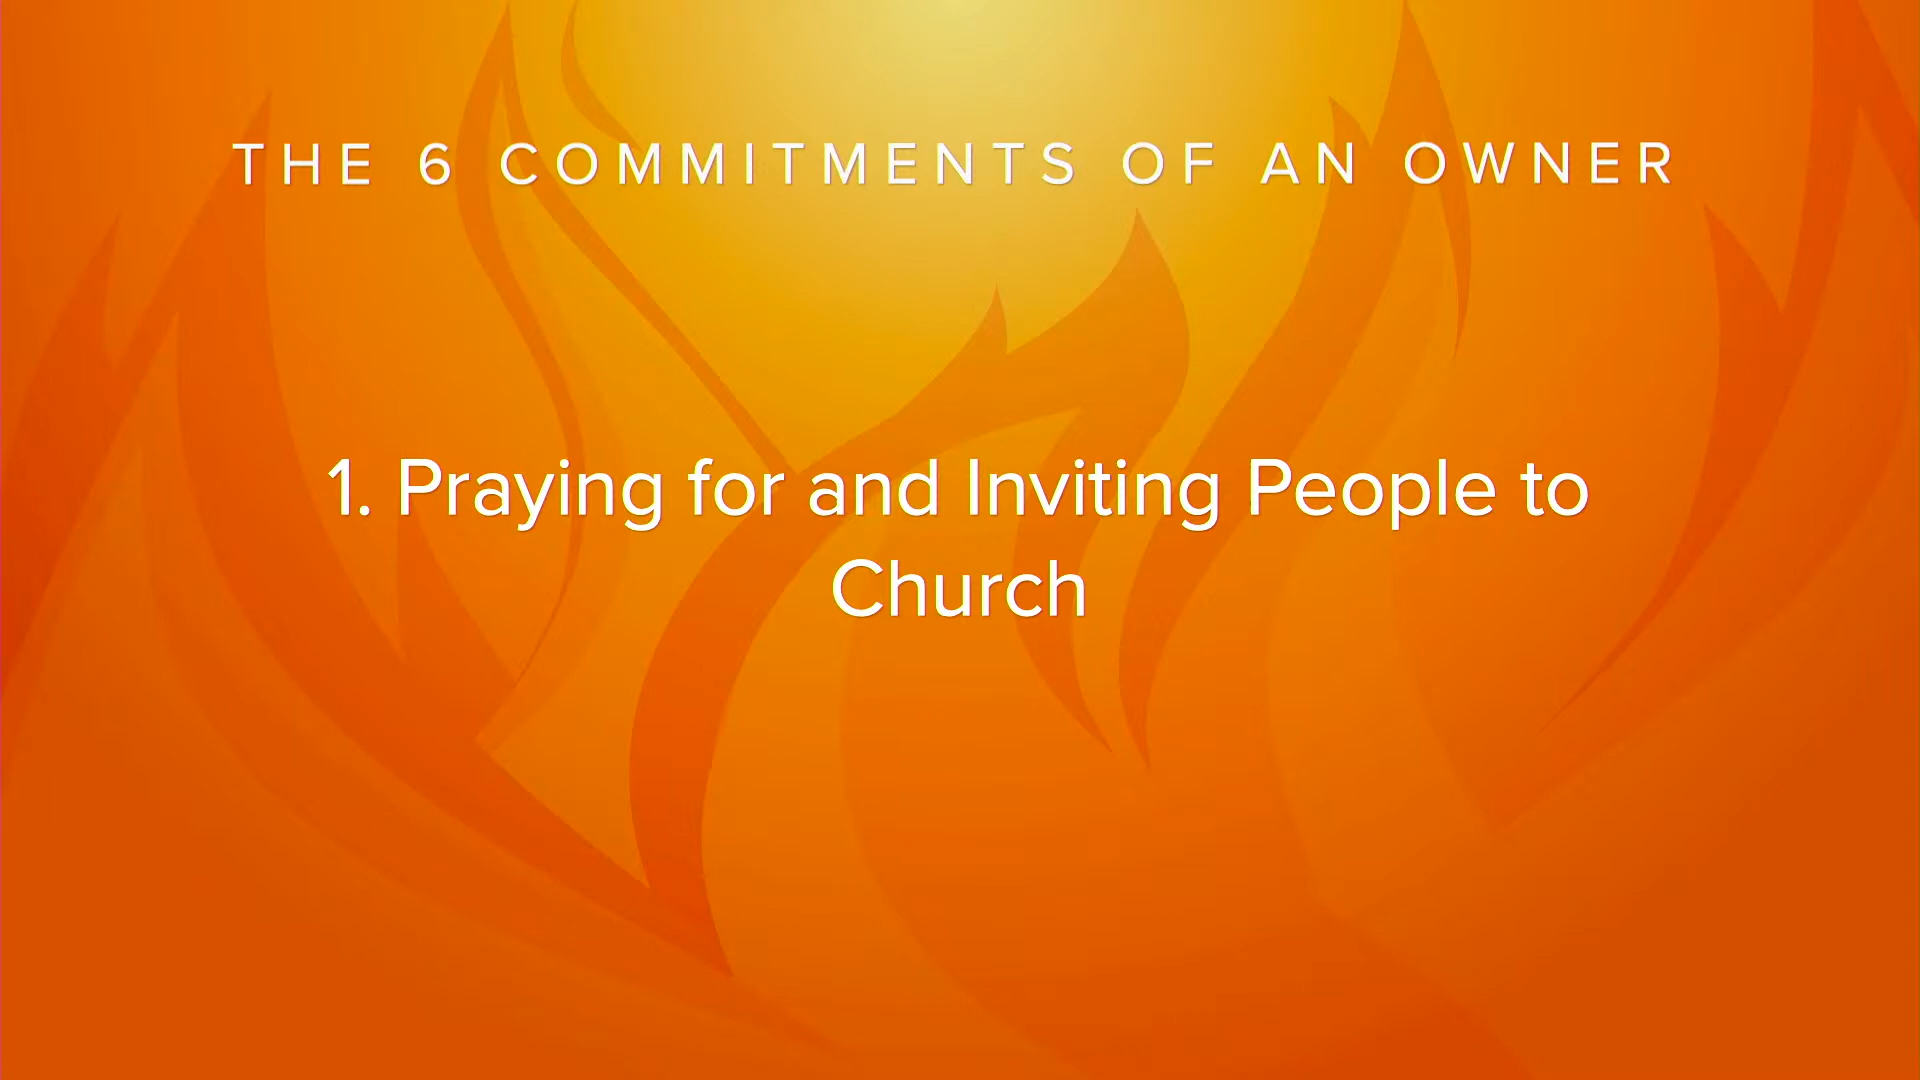 THE 6 COMMITMENTS OF AN OWNER
1. Praying for and Inviting People to
Church